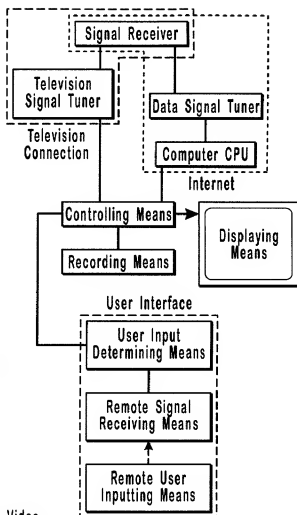 Signal Receiver
Television
Signal Tuner
Data Signal Tuner
Television
Connection
Computer CPU
Internet
Controlling Means
Displaying
Means
Recording Means
User Interface
User Input
Determining Means
Remote Signal
Receiving Means
Remote User
Inputting Means
Video